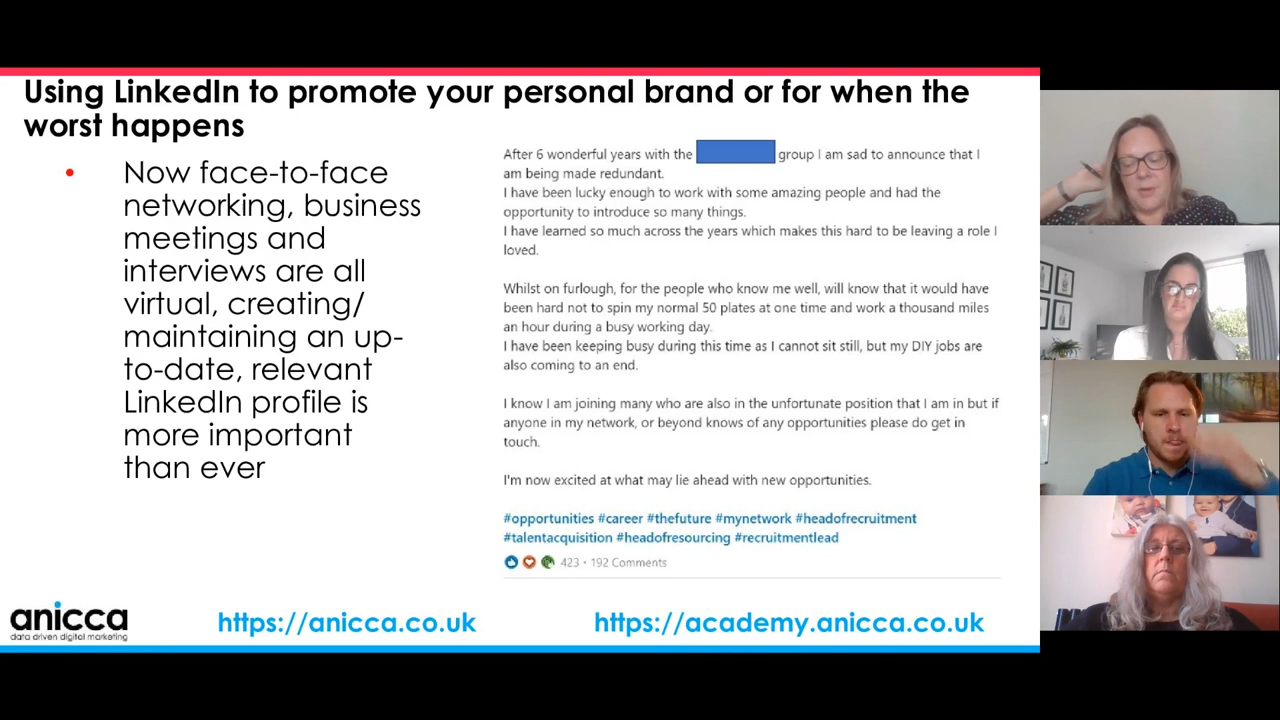 Using LinkedIn to promote your personal brand or for when the
worst happens
• Now face-to-face
networking, business
meetings and
interviews are all
virtual, creating/
maintaining an up-
to-date, relevant
LinkedIn profile is
more important
than ever
After 6 wonderful years with the group I am sad to announce that I
am being made redundant.
I have been lucky enough to work with some amazing people and had the
opportunity to introduce so many things.
I have learned so much across the years which makes this hard to be leaving a role I
loved.
Whilst on furlough, for the people who know me well, will know that it would have
been hard not to spin my normal 50 plates at one time and work a thousand miles
an hour during a busy working day.
I have been keeping busy during this time as I cannot sit still, but my DIY jobs are
also coming to an end.
I know I am joining many who are also in the unfortunate position that I am in but if
anyone in my network, or beyond knows of any opportunities please do get in
touch.
I'm now excited at what may lie ahead with new opportunities.
#opportunities #career #thefuture #mynetwork #headofrecruitment
#talentacquisition #headofresourcing #recruitmentlead
423 · 192 Comments
anicca
data driven digital marketing
https://anicca.co.uk
https://academy.anicca.co.uk